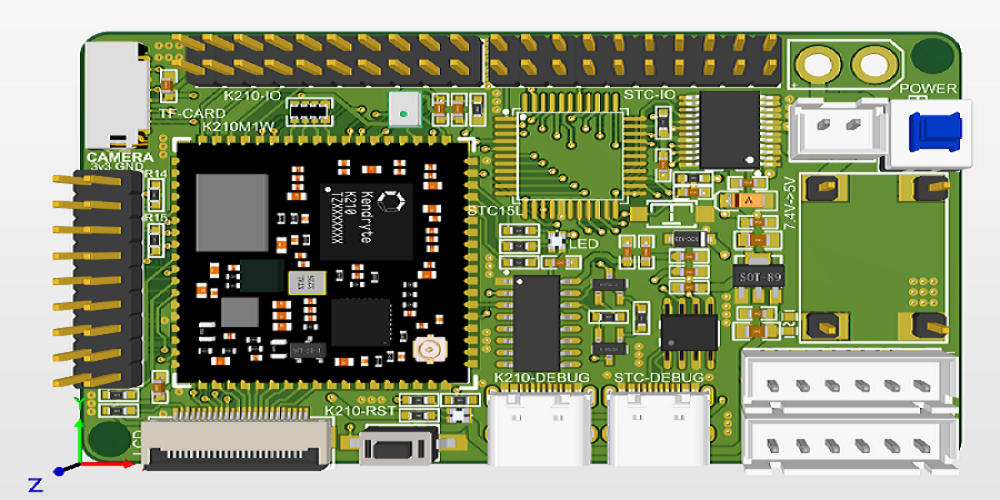 POWER
K210-IO
STC-IO
TF-CARD
K210M1W
CAMERA
3v3 GND
R14
R15
Kendryte
K210
TZXXXXXXX
STC15L
LED
A
7.4V->5V
SOT-89
K210-DEBUG
STC-DEBUG
K210-RST
LCD
Y
Z